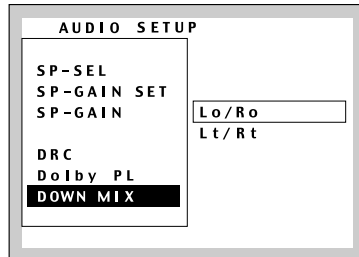 AUDIO SETUP
SP-SEL
SP-GAIN SET
SP-GAIN
Lo/Ro
Lt/Rt
DRC
Dolby PL
DOWN MIX